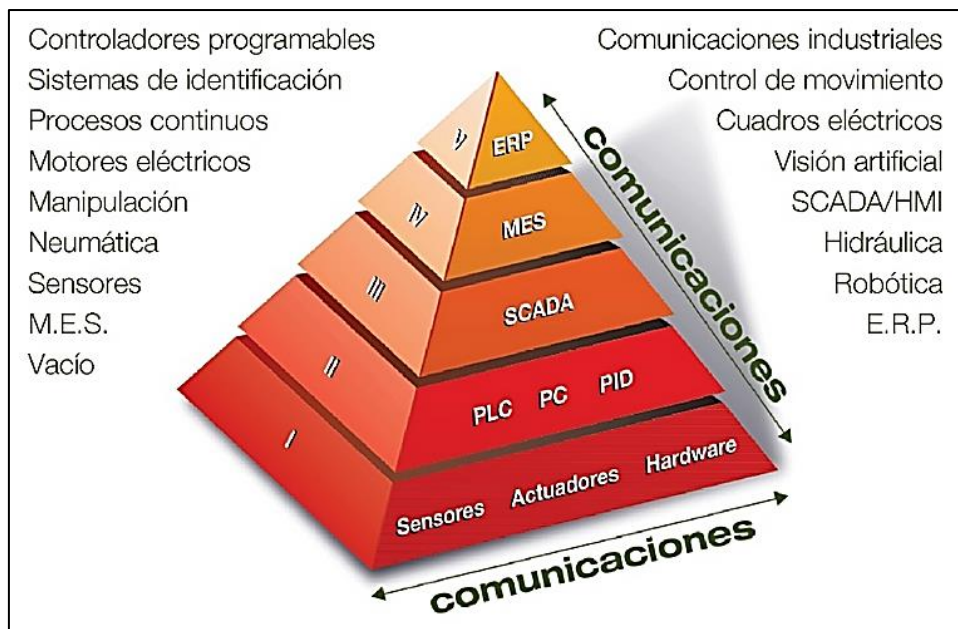 Controladores programables
Sistemas de identificación
Procesos continuos
Motores eléctricos
Manipulación
Neumática
Sensores
M.E.S.
Vacío
Comunicaciones industriales
Control de movimiento
Cuadros eléctricos
Visión artificial
SCADA/HMI
Hidráulica
Robótica
E.R.P.
V ERP
IV MES
III SCADA
II PLC PC PID
I Sensores Actuadores Hardware
comunicaciones
comunicaciones